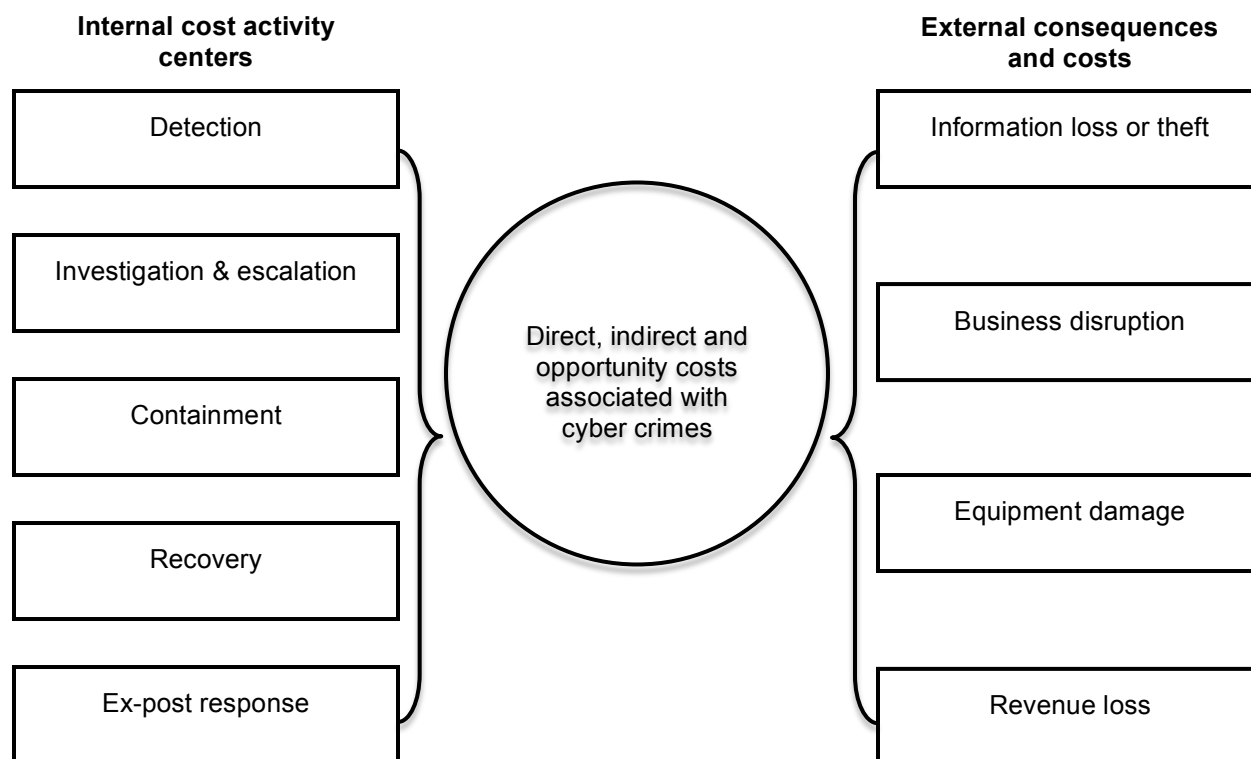 Internal cost activity
centers
Detection
Investigation & escalation
Containment
Recovery
Ex-post response
Direct, indirect and
opportunity costs
associated with
cyber crimes
External consequences
and costs
Information loss or theft
Business disruption
Equipment damage
Revenue loss